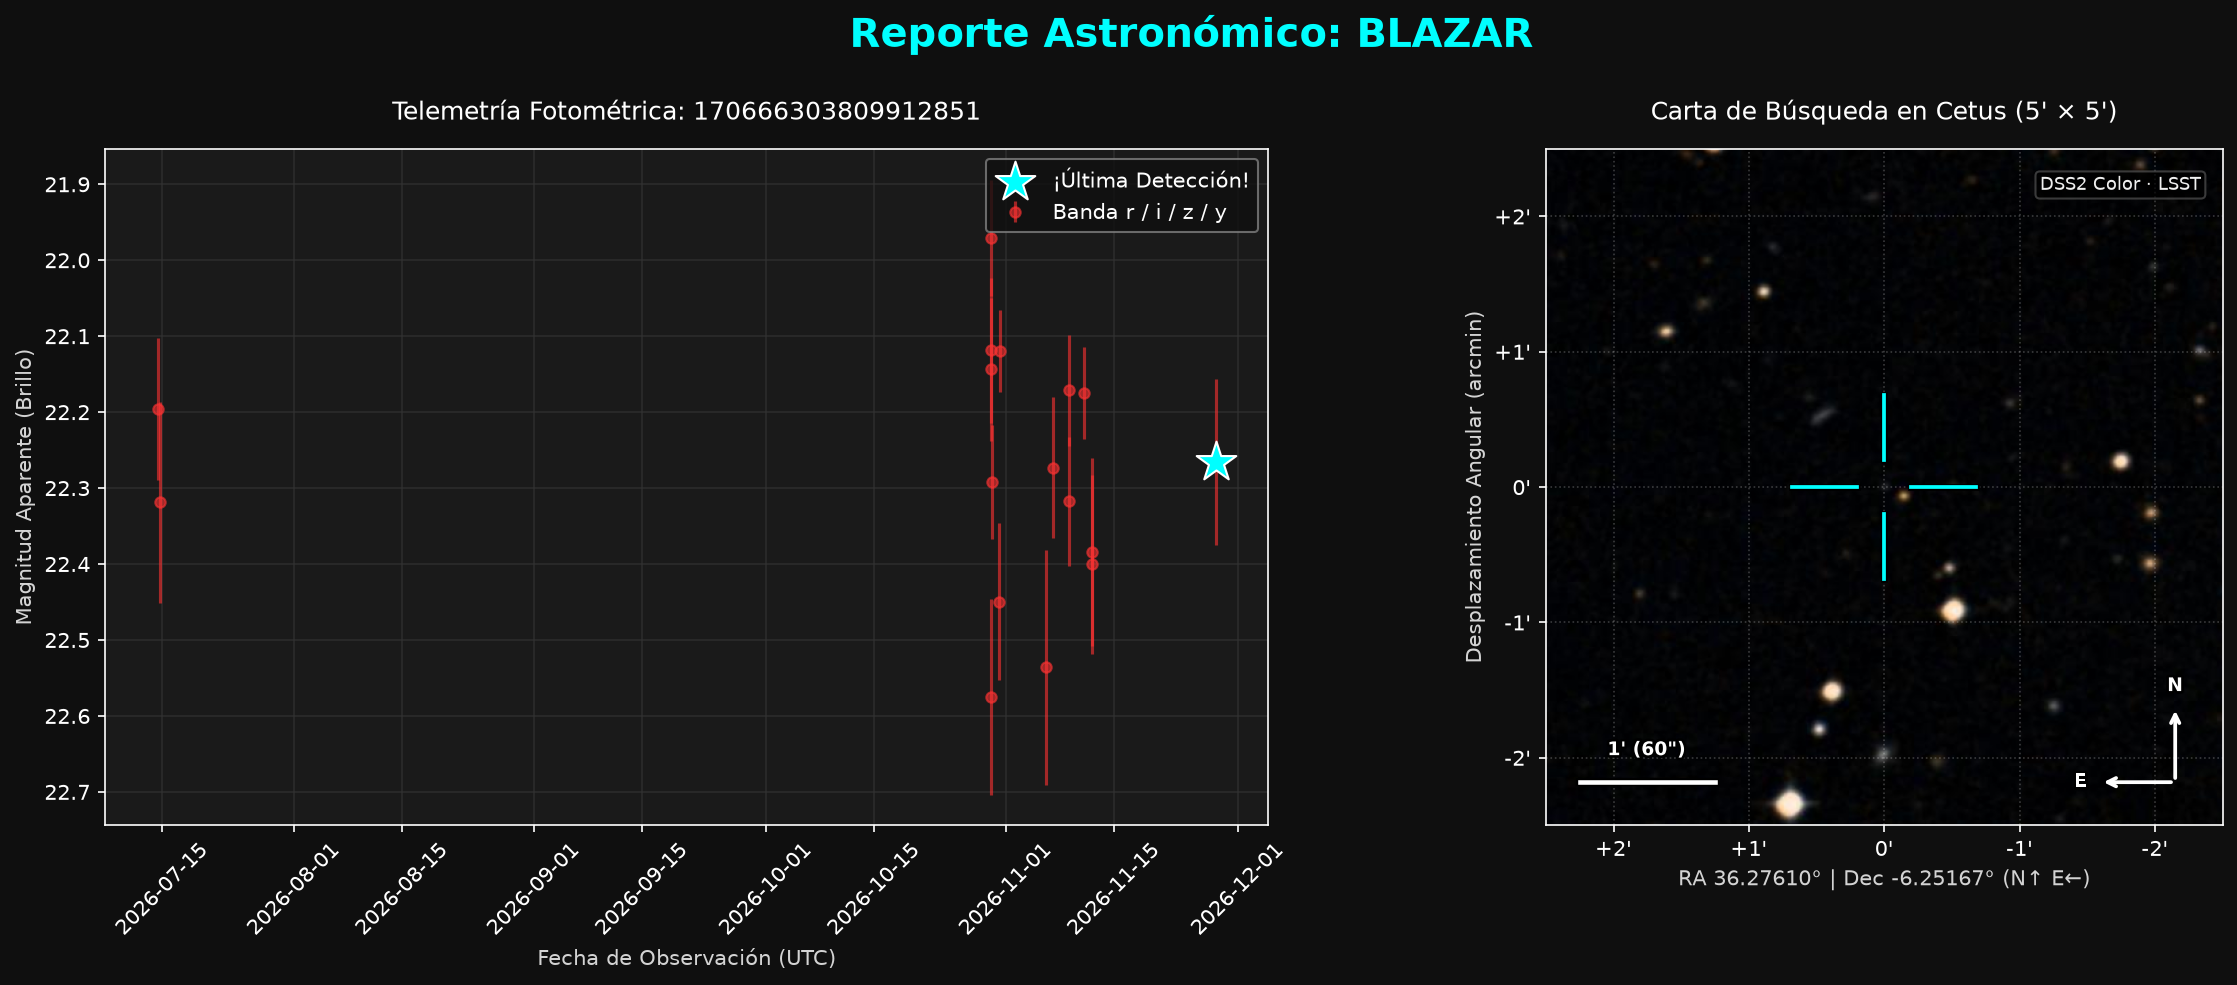 Reporte Astronómico: BLAZAR
Telemetría Fotométrica: 170666303809912851
Magnitud Aparente (Brillo)
21.9
22.0
22.1
22.2
22.3
22.4
22.5
22.6
22.7
¡Última Detección!
Banda r / i / z / y
2026-07-15
2026-08-01
2026-08-15
2026-09-01
2026-09-15
2026-10-01
2026-10-15
2026-11-01
2026-11-15
2026-12-01
Fecha de Observación (UTC)
Carta de Búsqueda en Cetus (5' × 5')
Desplazamiento Angular (arcmin)
+2'
+1'
0'
-1'
-2'
DSS2 Color · LSST
N
E
1' (60")
+2'
+1'
0'
-1'
-2'
RA 36.27610° | Dec -6.25167° (N↑ E←)